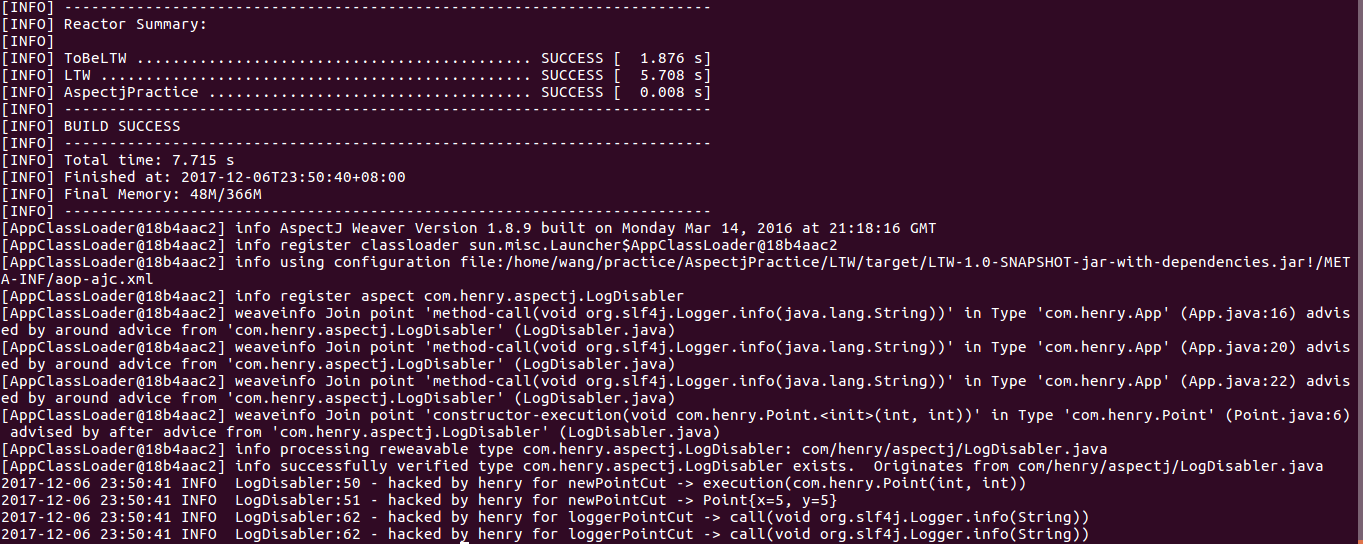 [INFO] ------------------------------------------------------------------------
[INFO] Reactor Summary:
[INFO]
[INFO] ToBeLTW ............................................ SUCCESS [  1.876 s]
[INFO] LTW ................................................ SUCCESS [  5.708 s]
[INFO] AspectjPractice .................................... SUCCESS [  0.008 s]
[INFO] ------------------------------------------------------------------------
[INFO] BUILD SUCCESS
[INFO] ------------------------------------------------------------------------
[INFO] Total time: 7.715 s
[INFO] Finished at: 2017-12-06T23:50:40+08:00
[INFO] Final Memory: 48M/366M
[INFO] ------------------------------------------------------------------------
[AppClassLoader@18b4aac2] info AspectJ Weaver Version 1.8.9 built on Monday Mar 14, 2016 at 21:18:16 GMT
[AppClassLoader@18b4aac2] info register classloader sun.misc.Launcher$AppClassLoader@18b4aac2
[AppClassLoader@18b4aac2] info using configuration file:/home/wang/practice/AspectjPractice/LTW/target/LTW-1.0-SNAPSHOT-jar-with-dependencies.jar!/MET
A-INF/aop-ajc.xml
[AppClassLoader@18b4aac2] info register aspect com.henry.aspectj.LogDisabler
[AppClassLoader@18b4aac2] weaveinfo Join point 'method-call(void org.slf4j.Logger.info(java.lang.String))' in Type 'com.henry.App' (App.java:16) advis
ed by around advice from 'com.henry.aspectj.LogDisabler' (LogDisabler.java)
[AppClassLoader@18b4aac2] weaveinfo Join point 'method-call(void org.slf4j.Logger.info(java.lang.String))' in Type 'com.henry.App' (App.java:20) advis
ed by around advice from 'com.henry.aspectj.LogDisabler' (LogDisabler.java)
[AppClassLoader@18b4aac2] weaveinfo Join point 'method-call(void org.slf4j.Logger.info(java.lang.String))' in Type 'com.henry.App' (App.java:22) advis
ed by around advice from 'com.henry.aspectj.LogDisabler' (LogDisabler.java)
[AppClassLoader@18b4aac2] weaveinfo Join point 'constructor-execution(void com.henry.Point.<init>(int, int))' in Type 'com.henry.Point' (Point.java:6)
 advised by after advice from 'com.henry.aspectj.LogDisabler' (LogDisabler.java)
[AppClassLoader@18b4aac2] info processing reweavable type com.henry.aspectj.LogDisabler: com/henry/aspectj/LogDisabler.java
[AppClassLoader@18b4aac2] info successfully verified type com.henry.aspectj.LogDisabler exists.  Originates from com/henry/aspectj/LogDisabler.java
2017-12-06 23:50:41 INFO  LogDisabler:50 - hacked by henry for newPointCut -> execution(com.henry.Point(int, int))
2017-12-06 23:50:41 INFO  LogDisabler:51 - hacked by henry for newPointCut -> Point{x=5, y=5}
2017-12-06 23:50:41 INFO  LogDisabler:62 - hacked by henry for loggerPointCut -> call(void org.slf4j.Logger.info(String))
2017-12-06 23:50:41 INFO  LogDisabler:62 - hacked by henry for loggerPointCut -> call(void org.slf4j.Logger.info(String))